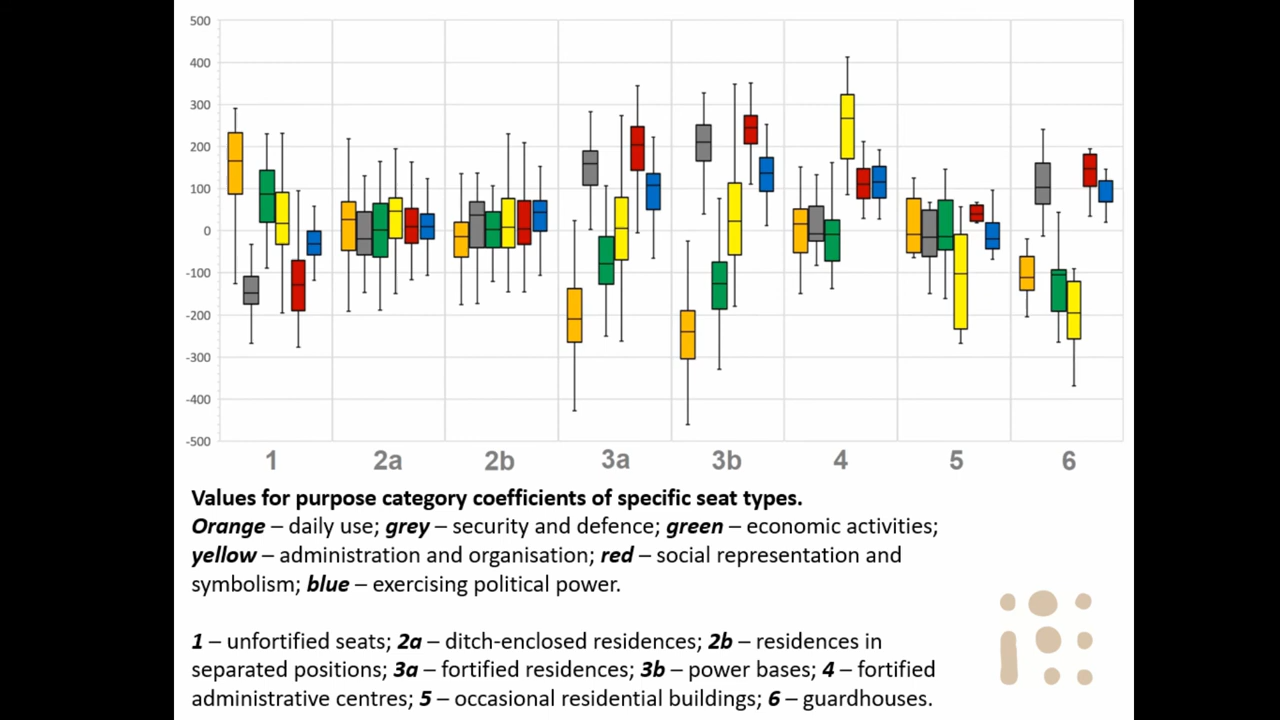 500
400
300
200
100
0
-100
-200
-300
-400
-500
1 2a 2b 3a 3b 4 5 6
Values for purpose category coefficients of specific seat types.
Orange – daily use; grey – security and defence; green – economic activities;
yellow – administration and organisation; red – social representation and
symbolism; blue – exercising political power.
1 – unfortified seats; 2a – ditch-enclosed residences; 2b – residences in
separated positions; 3a – fortified residences; 3b – power bases; 4 – fortified
administrative centres; 5 – occasional residential buildings; 6 – guardhouses.